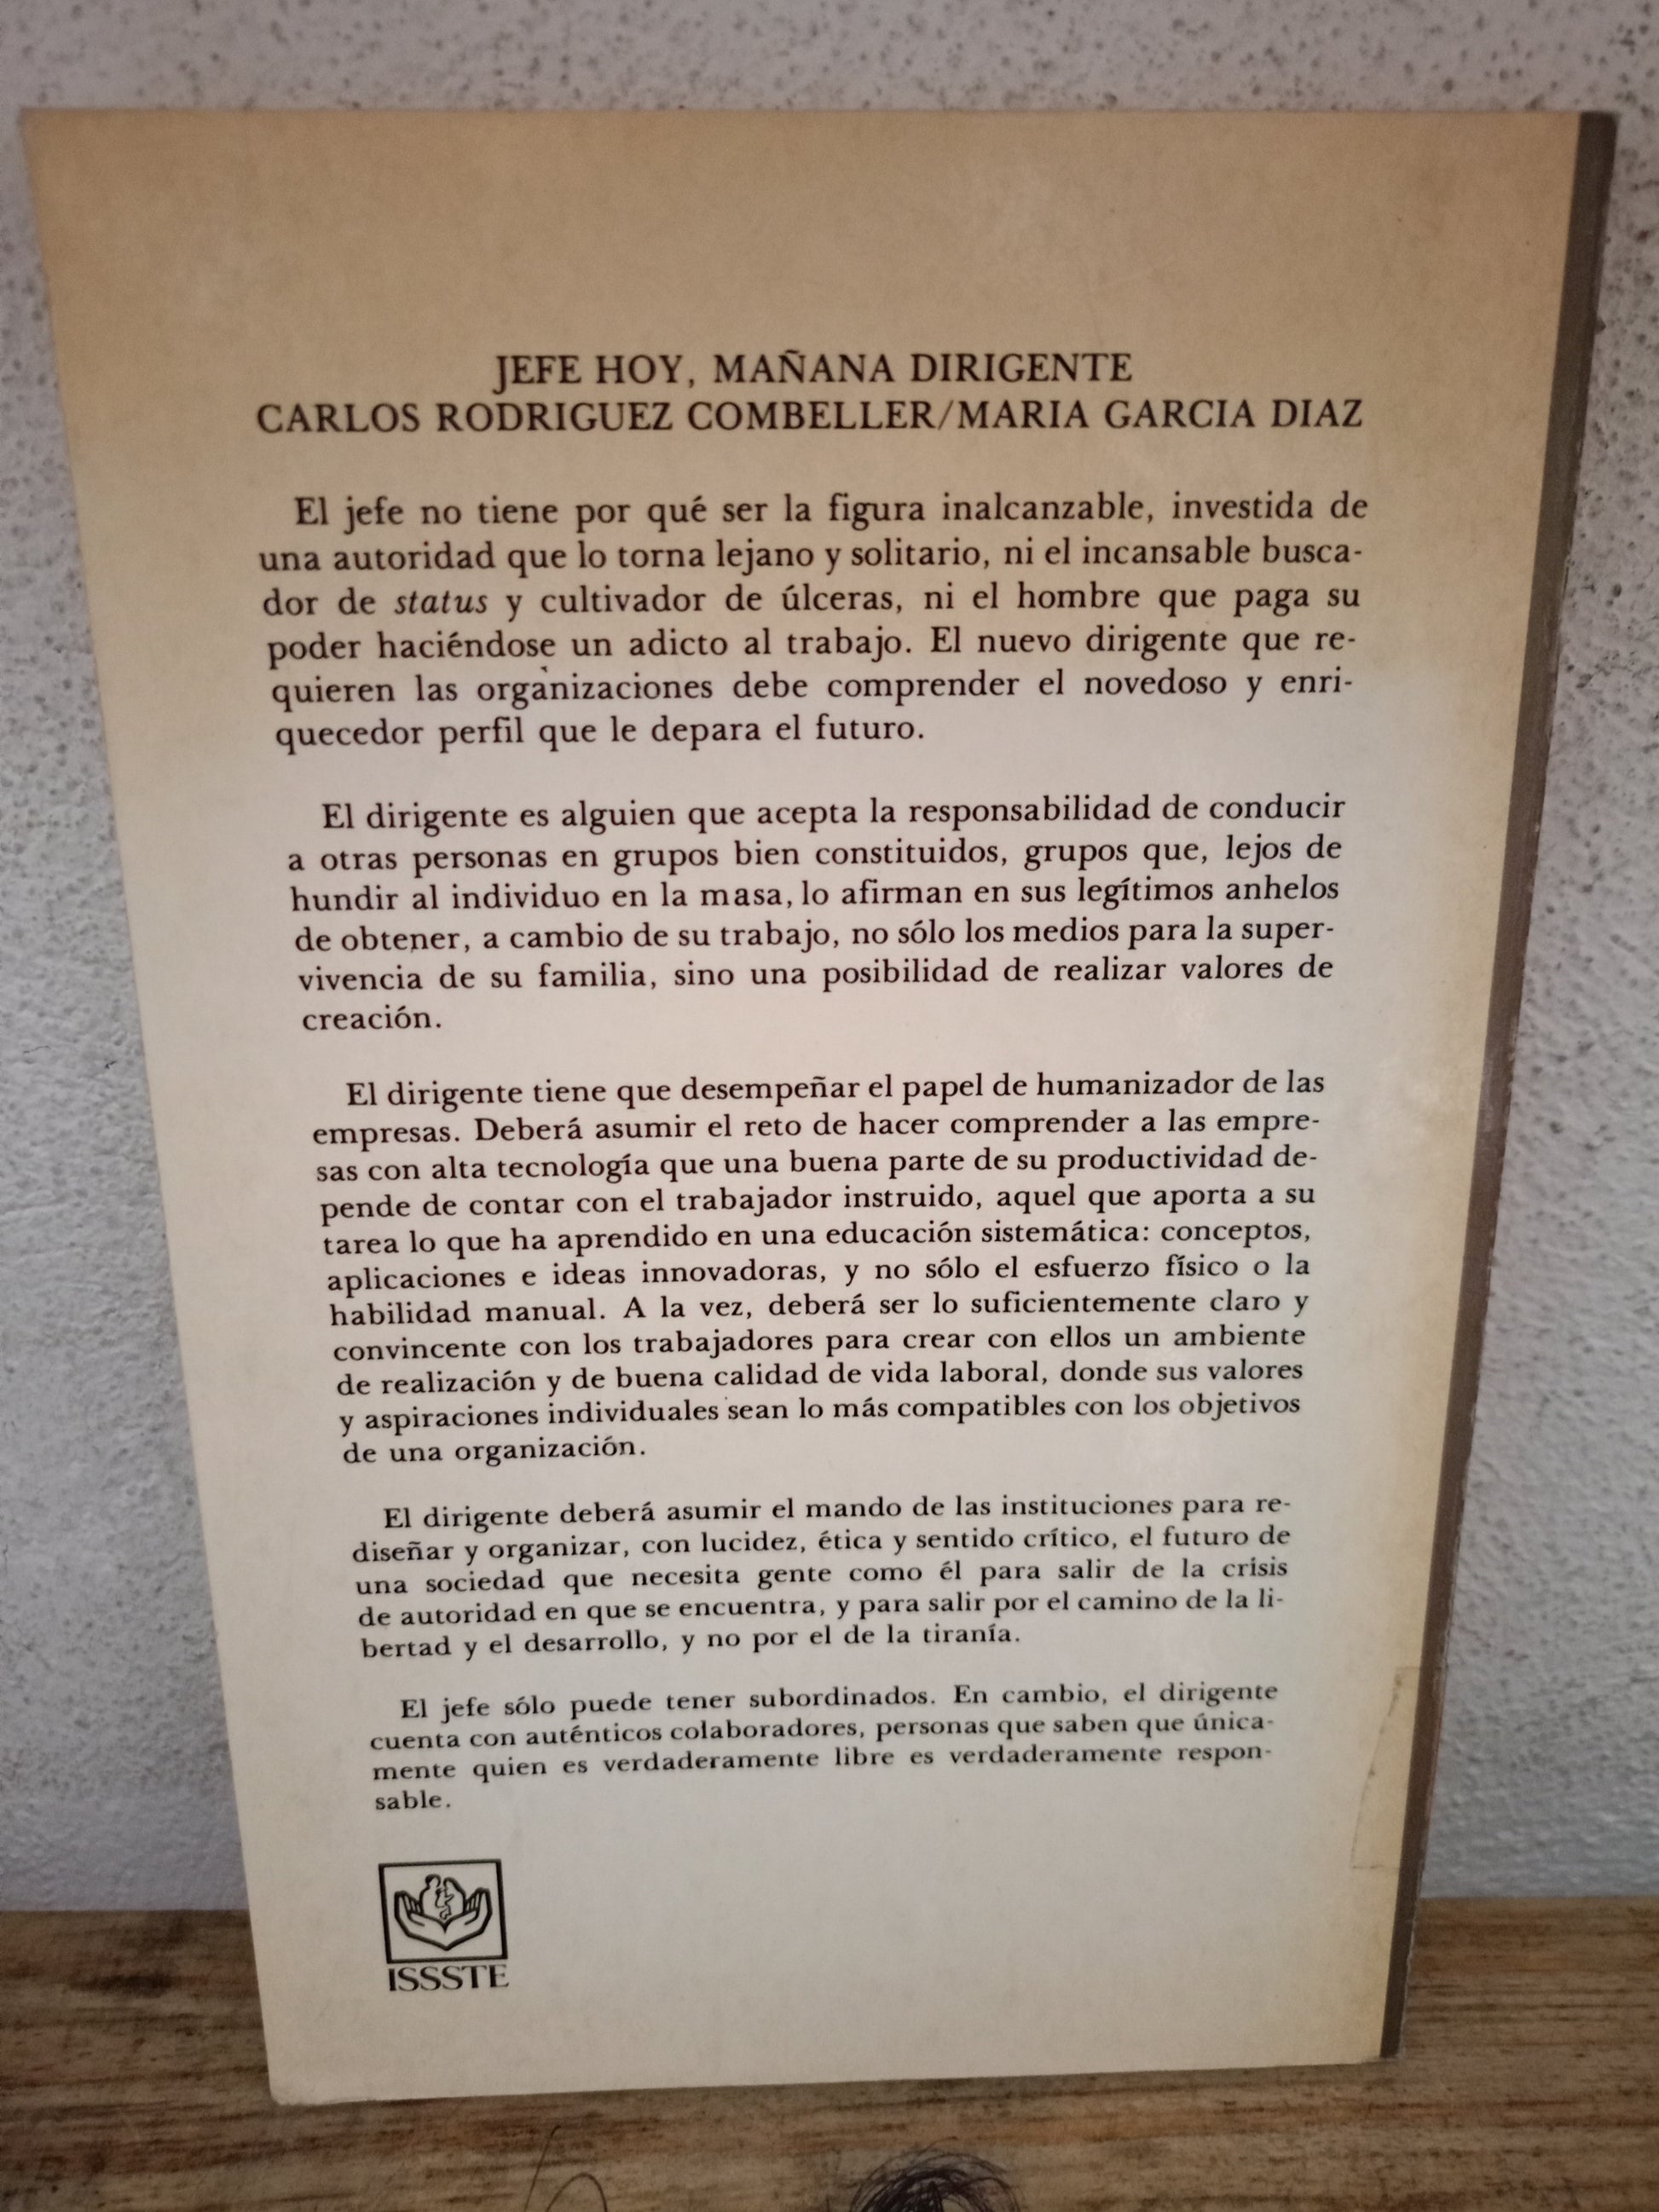 JEFE HOY, MAÑANA DIRIGENTE
CARLOS RODRIGUEZ COMBELLER/MARIA GARCIA DIAZ
El jefe no tiene por qué ser la figura inalcanzable, investida de
una autoridad que lo torna lejano y solitario, ni el incansable busca-
dor de status y cultivador de úlceras, ni el hombre que paga su
poder haciéndose un adicto al trabajo. El nuevo dirigente que re-
quieren las organizaciones debe comprender el novedoso y enri-
quecedor perfil que le depara el futuro.
El dirigente es alguien que acepta la responsabilidad de conducir
a otras personas en grupos bien constituidos, grupos que, lejos de
hundir al individuo en la masa, lo afirman en sus legítimos anhelos
de obtener, a cambio de su trabajo, no sólo los medios para la super-
vivencia de su familia, sino una posibilidad de realizar valores de
creación.
El dirigente tiene que desempeñar el papel de humanizador de las
empresas. Deberá asumir el reto de hacer comprender a las empre-
sas con alta tecnología que una buena parte de su productividad de-
pende de contar con el trabajador instruido, aquel que aporta a su
tarea lo que ha aprendido en una educación sistemática: conceptos,
aplicaciones e ideas innovadoras, y no sólo el esfuerzo físico o la
habilidad manual. A la vez, deberá ser lo suficientemente claro y
convincente con los trabajadores para crear con ellos un ambiente
de realización y de buena calidad de vida laboral, donde sus valores
y aspiraciones individuales sean lo más compatibles con los objetivos
de una organización.
El dirigente deberá asumir el mando de las instituciones para re-
diseñar y organizar, con lucidez, ética y sentido crítico, el futuro de
una sociedad que necesita gente como él para salir de la crisis
de autoridad en que se encuentra, y para salir por el camino de la li-
bertad y el desarrollo, y no por el de la tiranía.
El jefe sólo puede tener subordinados. En cambio, el dirigente
cuenta con auténticos colaboradores, personas que saben que única-
mente quien es verdaderamente libre es verdaderamente respon-
sable.
ISSSTE